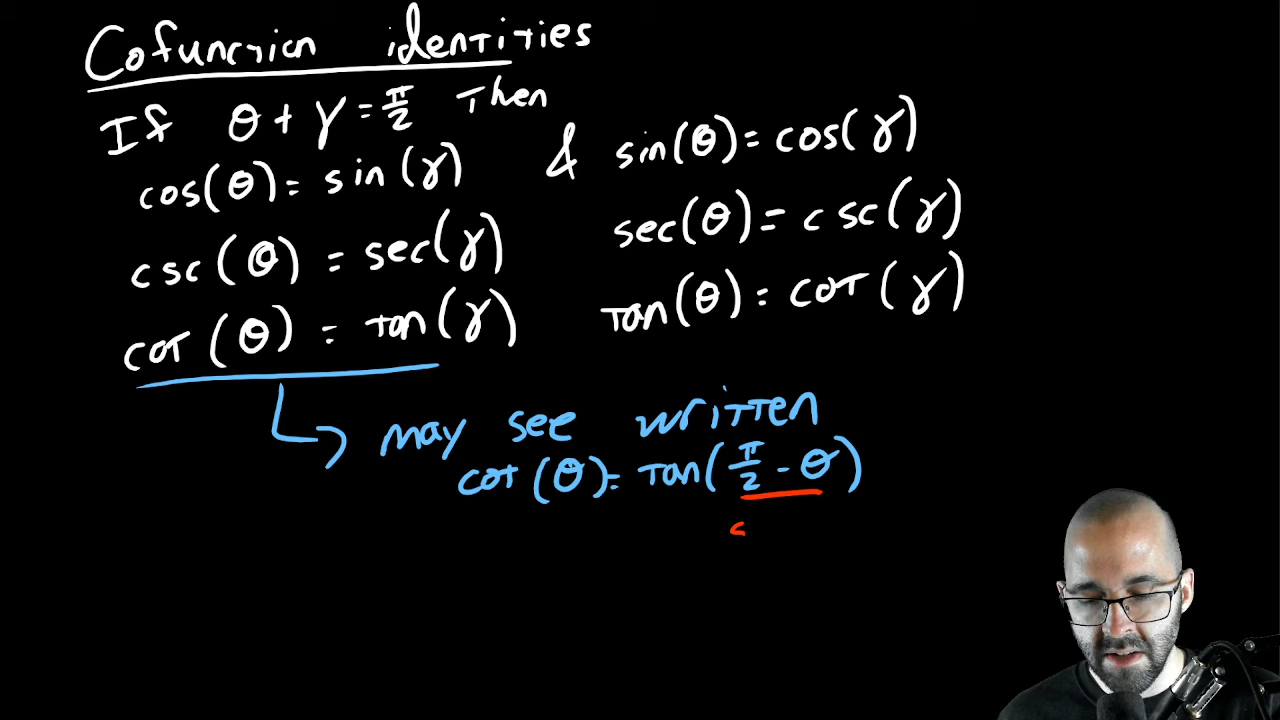 Cofunction identities
If θ + γ = π/2 Then
cos(θ) = sin(γ) & sin(θ) = cos(γ)
csc(θ) = sec(γ) sec(θ) = csc(γ)
cot(θ) = tan(γ) tan(θ) = cot(γ)
may see written
cot(θ) = tan(π/2 - θ)